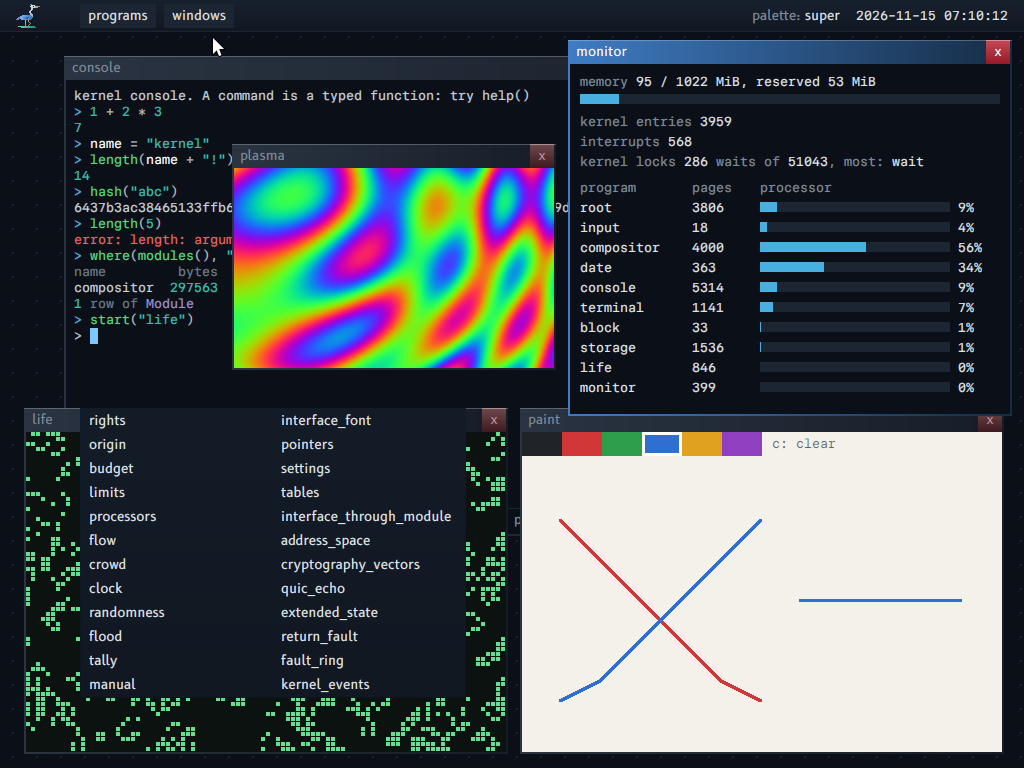 programs windows palette: super 2026-11-15 07:10:12
console
kernel console. A command is a typed function: try help()
> 1 + 2 * 3
7
> name = "kernel"
> length(name + "!")
14
> hash("abc")
6437b3ac38465133ffb6
> length(5)
error: length: argum
> where(modules(), "
name bytes
compositor 297563
1 row of Module
> start("life")
>
plasma x
monitor x
memory 95 / 1022 MiB, reserved 53 MiB
kernel entries 3959
interrupts 568
kernel locks 286 waits of 51043, most: wait
program pages processor
root 3806 9%
input 18 4%
compositor 4000 56%
date 363 34%
console 5314 9%
terminal 1141 7%
block 33 1%
storage 1536 1%
life 846 0%
monitor 399 0%
life x
rights interface_font
origin pointers
budget settings
limits tables
processors interface_through_module
flow address_space
crowd cryptography_vectors
clock quic_echo
randomness extended_state
flood return_fault
tally fault_ring
manual kernel_events
paint x
c: clear